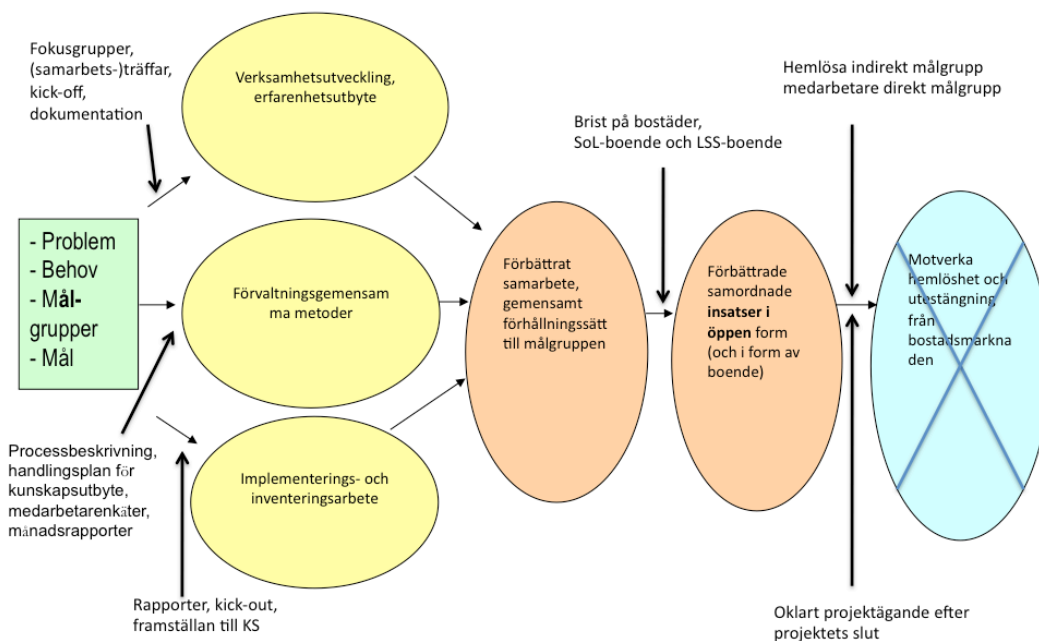 Fokusgrupper,
(samarbets-)träffar,
kick-off,
dokumentation
Verksamhetsutveckling,
erfarenhetsutbyte
Hemlösa indirekt målgrupp
medarbetare direkt målgrupp
Brist på bostäder,
SoL-boende och LSS-boende
- Problem
- Behov
- Mål-
grupper
- Mål
Förvaltningsgemensam
ma metoder
Förbättrat
samarbete,
gemensamt
förhållningssätt
till målgruppen
Förbättrade
samordnade
insatser i
öppen form
(och i form av
boende)
Motverka
hemlöshet och
utestängning
från
bostadsmarkna
den
Processbeskrivning,
handlingsplan för
kunskapsutbyte,
medarbetarenkäter,
månadsrapporter
Implementerings- och
inventeringsarbete
Rapporter, kick-out,
framställan till KS
Oklart projektägande efter
projektets slut